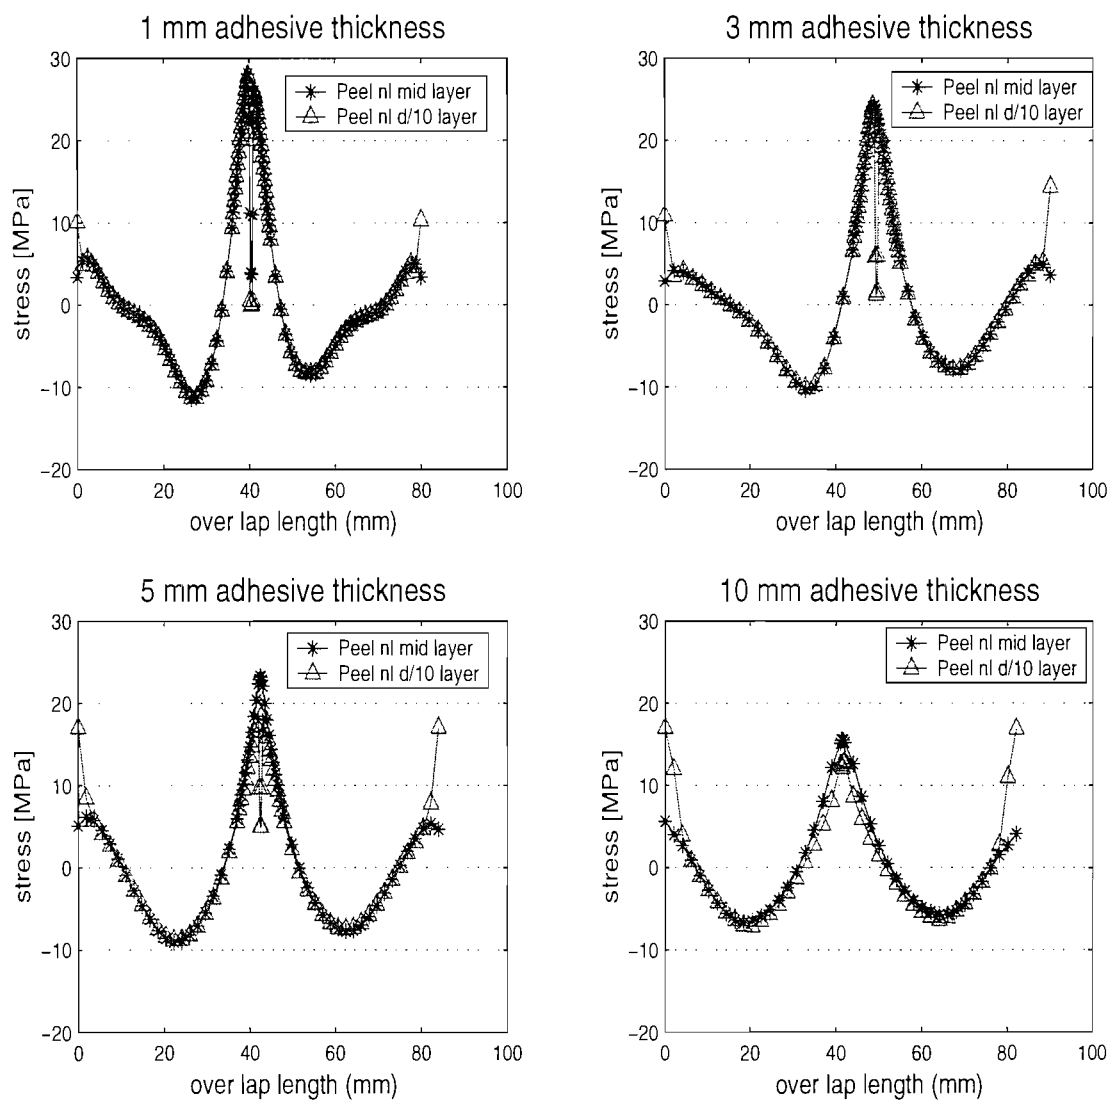 1 mm adhesive thickness
30
20
10
0
−10
−20
stress [MPa]
Peel nl mid layer
Peel nl d/10 layer
0 20 40 60 80 100
over lap length (mm)
3 mm adhesive thickness
30
20
10
0
−10
−20
stress [MPa]
Peel nl mid layer
Peel nl d/10 layer
0 20 40 60 80 100
over lap length (mm)
5 mm adhesive thickness
30
20
10
0
−10
−20
stress [MPa]
Peel nl mid layer
Peel nl d/10 layer
0 20 40 60 80 100
over lap length (mm)
10 mm adhesive thickness
30
20
10
0
−10
−20
stress [MPa]
Peel nl mid layer
Peel nl d/10 layer
0 20 40 60 80 100
over lap length (mm)